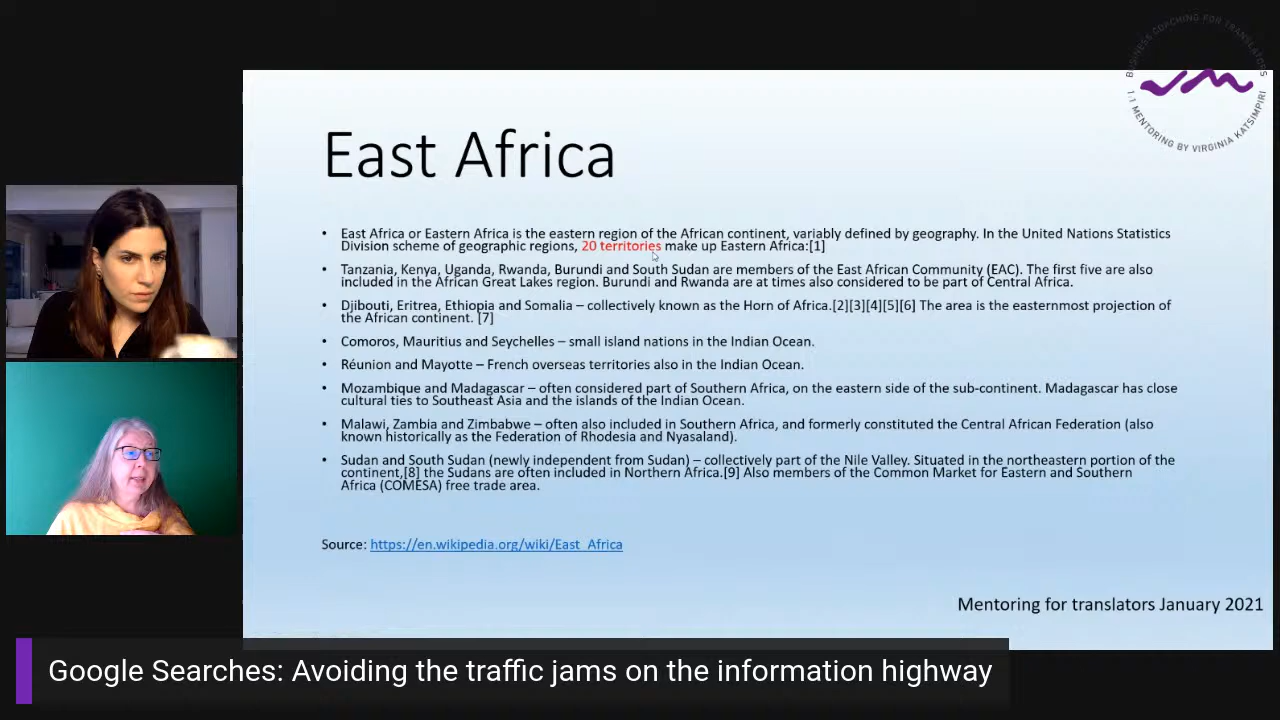 BUSINESS COACHING FOR TRANSLATORS
1:1 MENTORING BY VIRGINIA KATSIMPIRI
East Africa
• East Africa or Eastern Africa is the eastern region of the African continent, variably defined by geography. In the United Nations Statistics
Division scheme of geographic regions, 20 territories make up Eastern Africa:[1]
• Tanzania, Kenya, Uganda, Rwanda, Burundi and South Sudan are members of the East African Community (EAC). The first five are also
included in the African Great Lakes region. Burundi and Rwanda are at times also considered to be part of Central Africa.
• Djibouti, Eritrea, Ethiopia and Somalia – collectively known as the Horn of Africa.[2][3][4][5][6] The area is the easternmost projection of
the African continent. [7]
• Comoros, Mauritius and Seychelles – small island nations in the Indian Ocean.
• Réunion and Mayotte – French overseas territories also in the Indian Ocean.
• Mozambique and Madagascar – often considered part of Southern Africa, on the eastern side of the sub-continent. Madagascar has close
cultural ties to Southeast Asia and the islands of the Indian Ocean.
• Malawi, Zambia and Zimbabwe – often also included in Southern Africa, and formerly constituted the Central African Federation (also
known historically as the Federation of Rhodesia and Nyasaland).
• Sudan and South Sudan (newly independent from Sudan) – collectively part of the Nile Valley. Situated in the northeastern portion of the
continent,[8] the Sudans are often included in Northern Africa.[9] Also members of the Common Market for Eastern and Southern
Africa (COMESA) free trade area.
Source: https://en.wikipedia.org/wiki/East_Africa
Mentoring for translators January 2021
Google Searches: Avoiding the traffic jams on the information highway